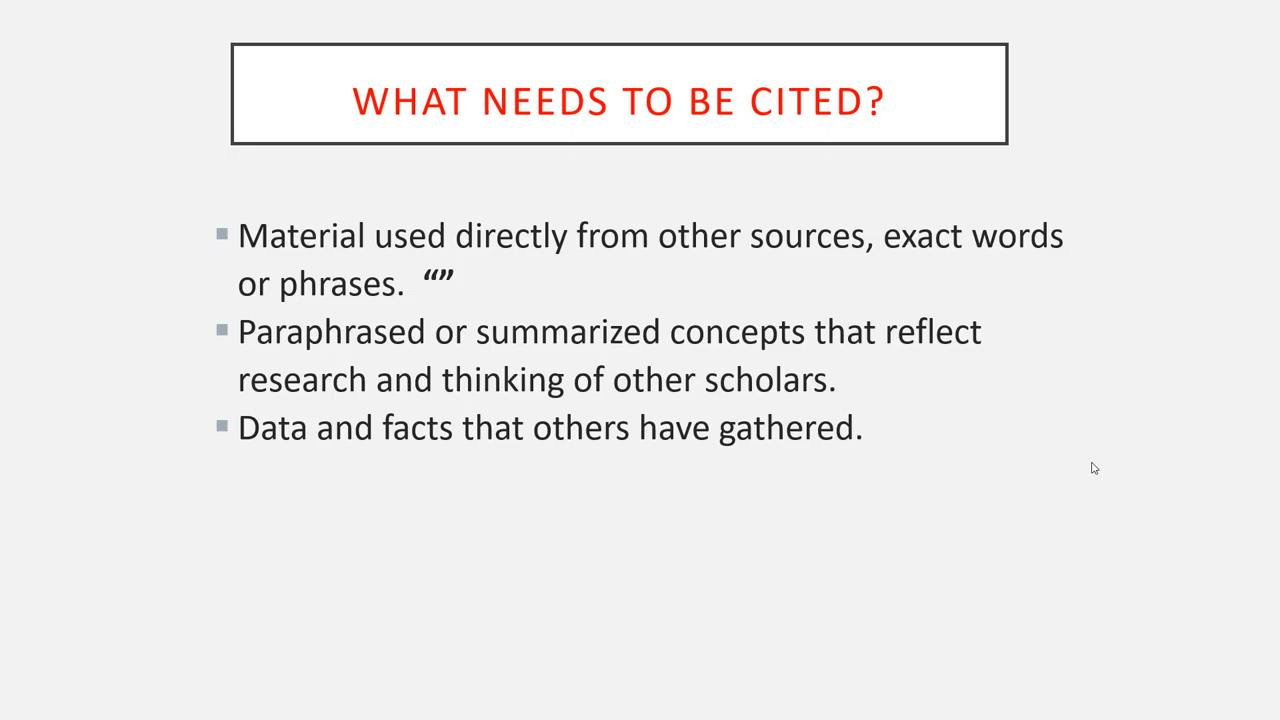 WHAT NEEDS TO BE CITED?
▪ Material used directly from other sources, exact words
or phrases. “”
▪ Paraphrased or summarized concepts that reflect
research and thinking of other scholars.
▪ Data and facts that others have gathered.